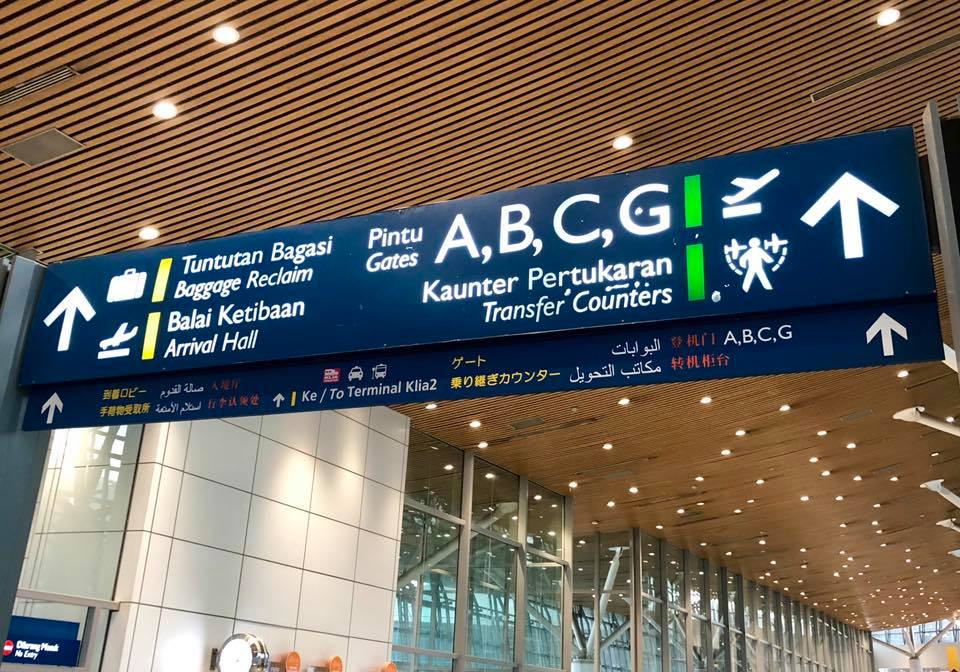 Tuntutan Bagasi
Baggage Reclaim
Balai Ketibaan
Arrival Hall
Pintu
Gates
A,B,C,G
Kaunter Pertukaran
Transfer Counters
到着ロビー صالة القدوم 入境厅
手荷物受取所 استلام الأمتعة 行李认领处
Ke / To Terminal Klia2
ゲート
乗り継ぎカウンター
البوابات
مكاتب التحويل
登机门 A,B,C,G
转机柜台
Dilarang Masuk
No Entry